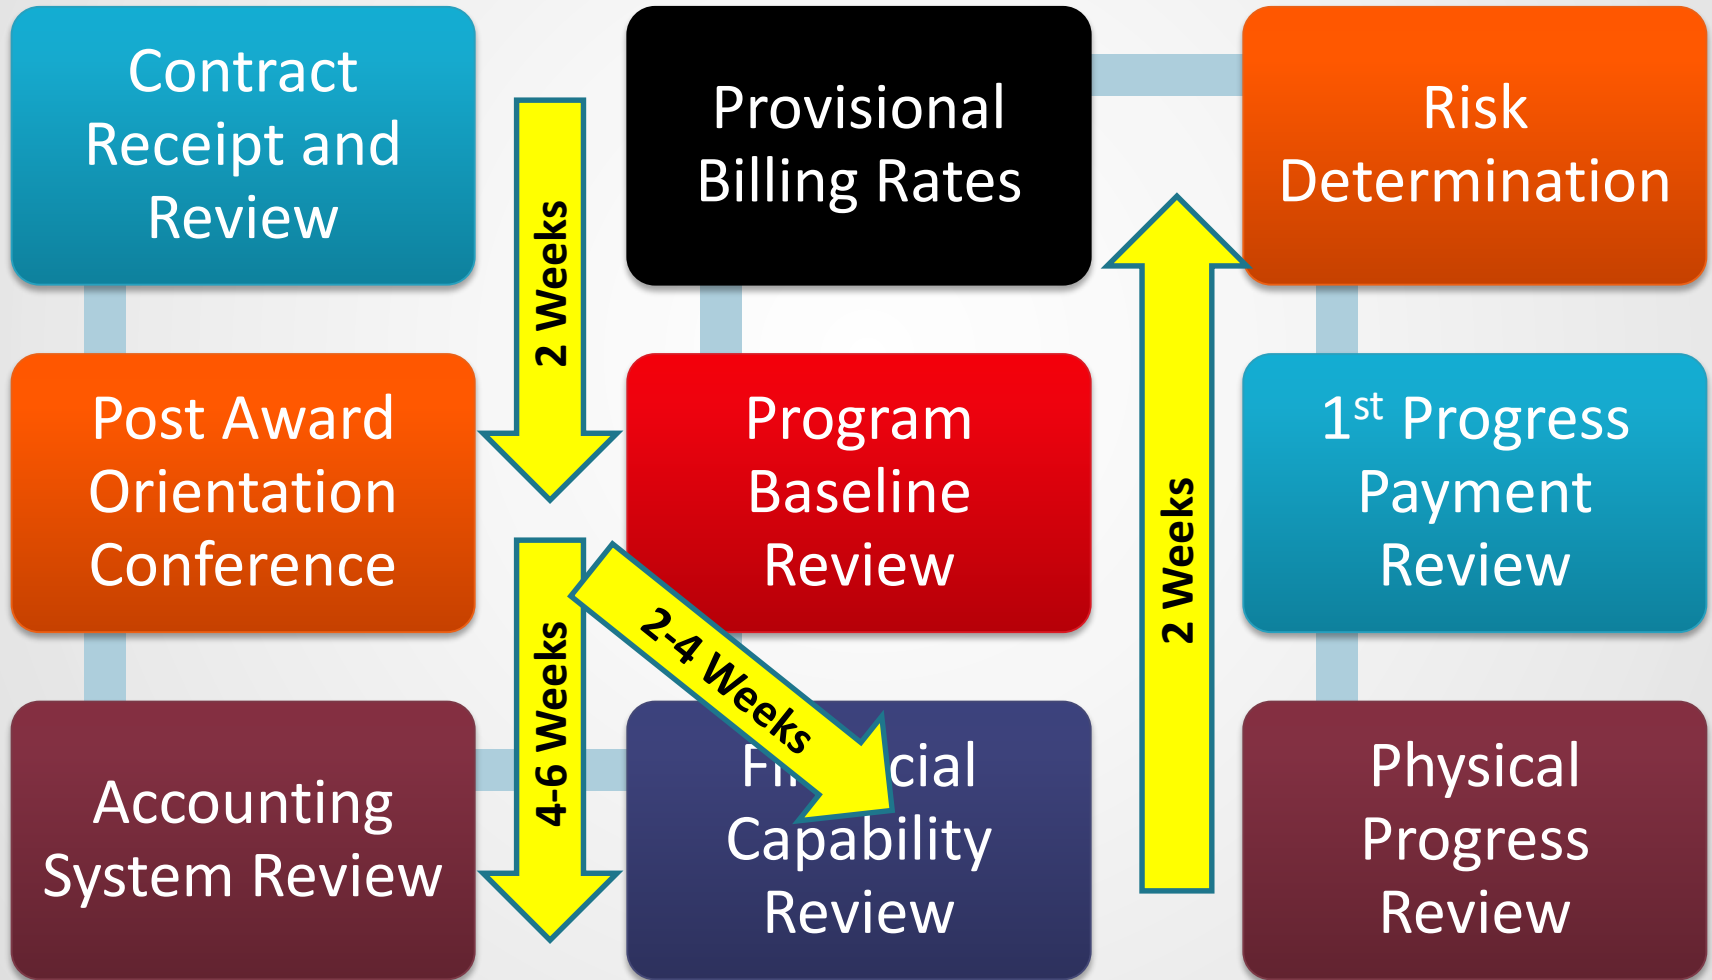 Contract
Receipt and
Review
Post Award
Orientation
Conference
Accounting
System Review
2 Weeks
4-6 Weeks
2-4 Weeks
Provisional
Billing Rates
Program
Baseline
Review
Financial
Capability
Review
2 Weeks
Risk
Determination
1st Progress
Payment
Review
Physical
Progress
Review